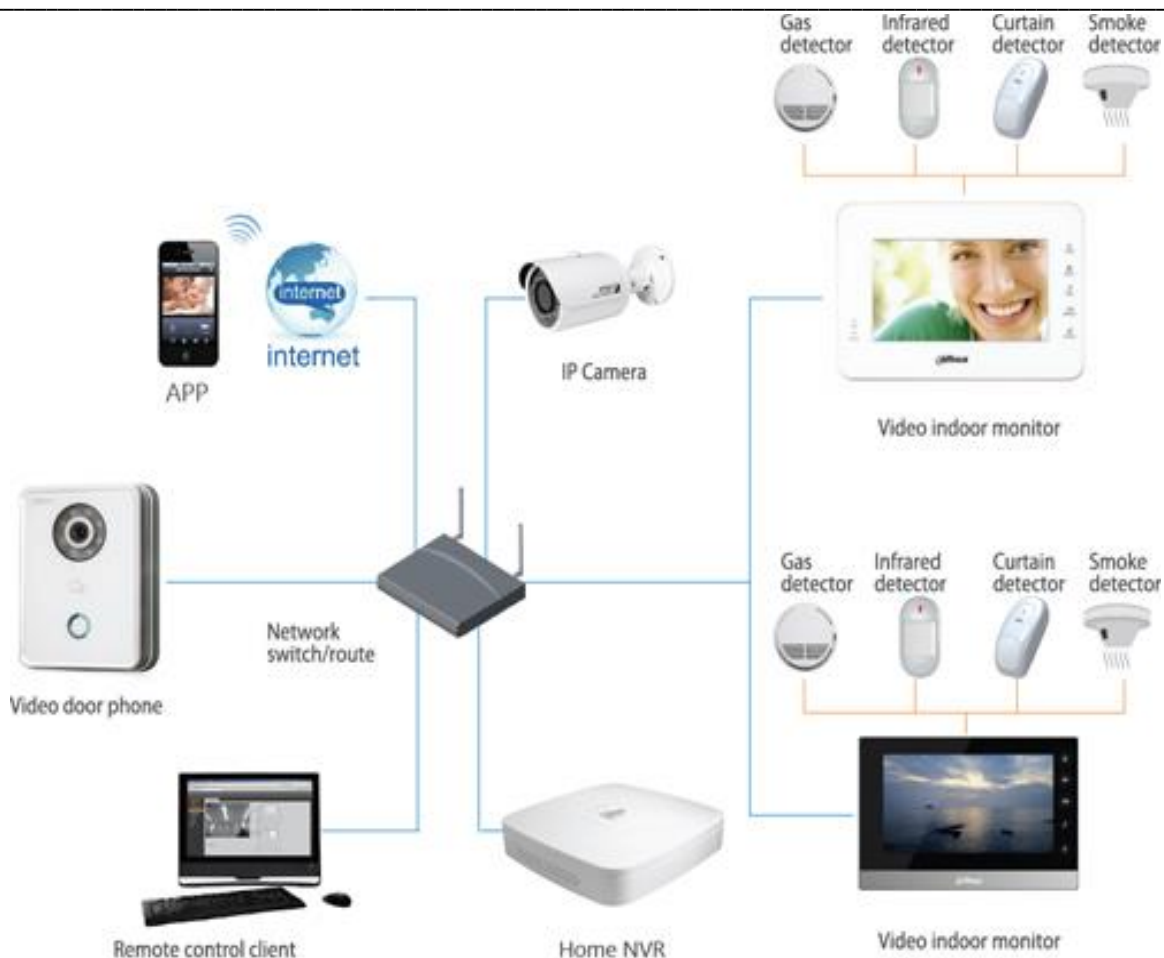 Gas
detector
Infrared
detector
Curtain
detector
Smoke
detector
internet
internet
APP
IP Camera
alhua
Video indoor monitor
Network
switch/route
Video door phone
Gas
detector
Infrared
detector
Curtain
detector
Smoke
detector
alhua
Remote control client
Home NVR
Video indoor monitor